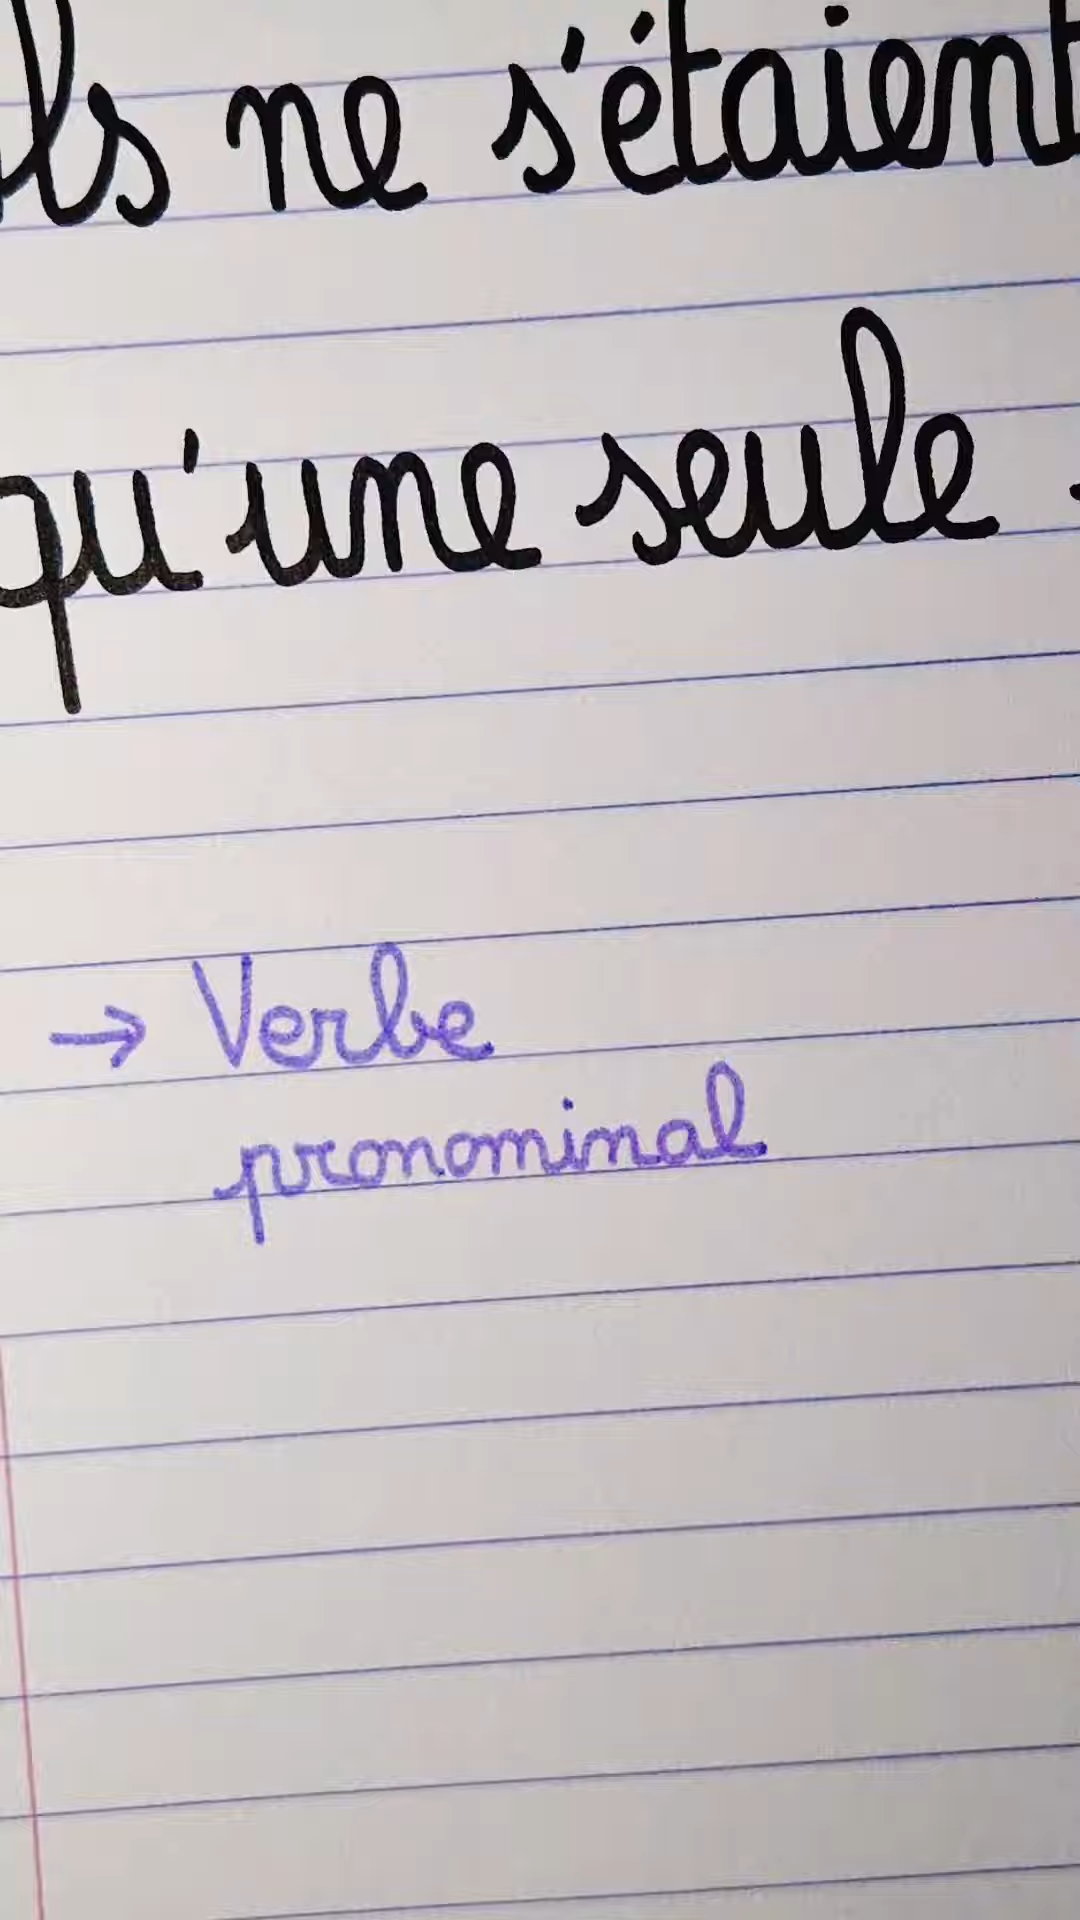 ls ne s'étaient
qu'une seule
→ Verbe
pronominal